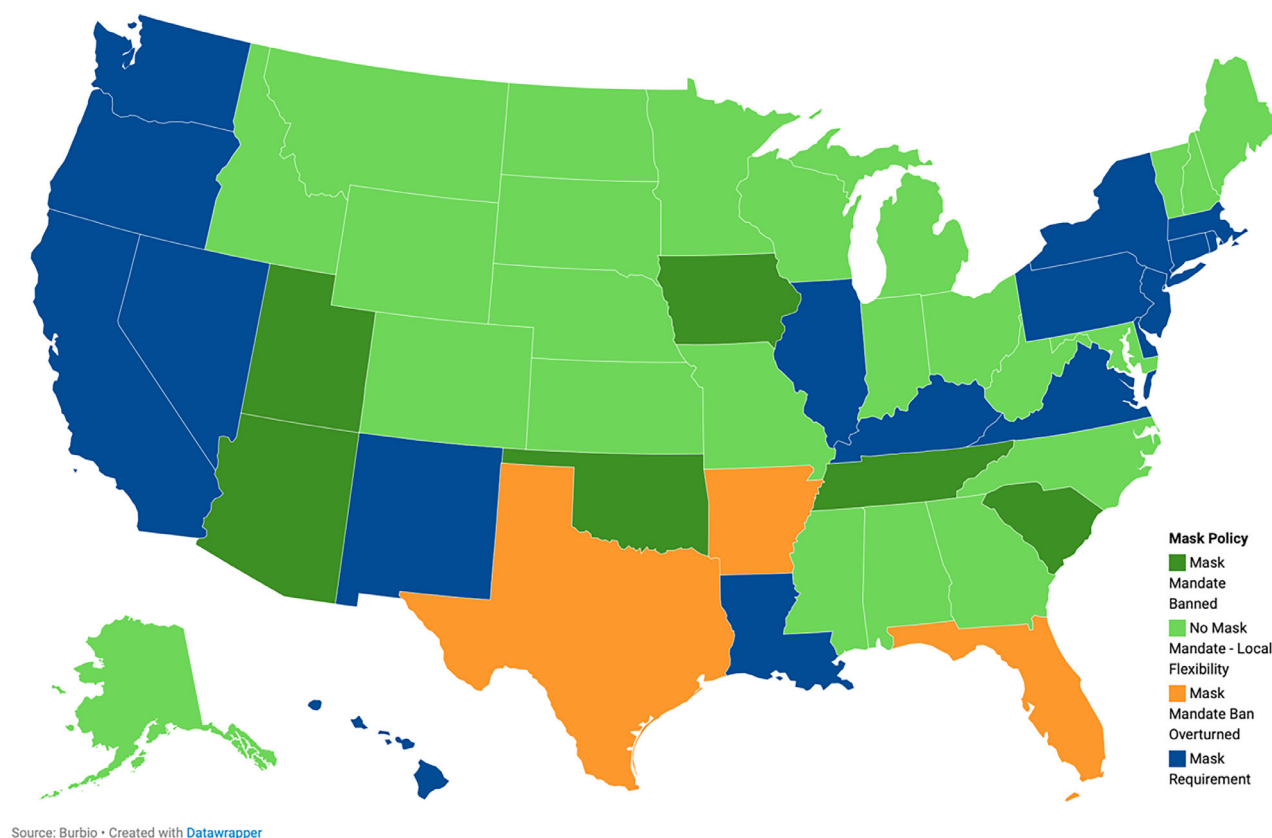 Mask Policy
Mask
Mandate
Banned
No Mask
Mandate - Local
Flexibility
Mask
Mandate Ban
Overturned
Mask
Requirement
Source: Burbio • Created with Datawrapper